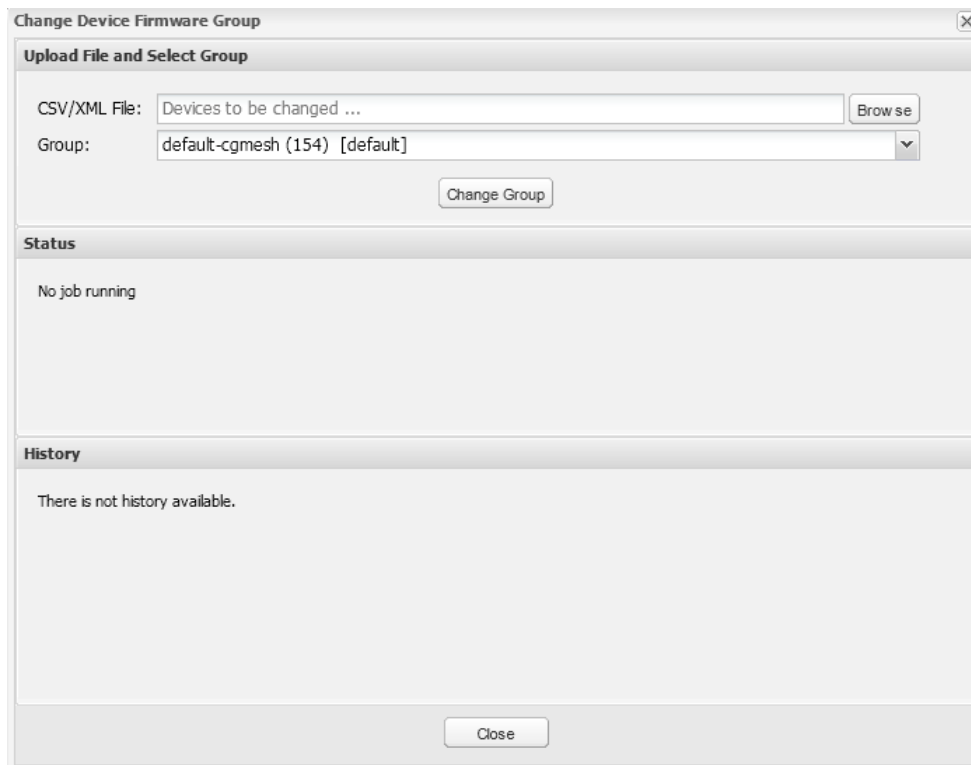 Change Device Firmware Group
Upload File and Select Group
CSV/XML File: Devices to be changed ... Browse
Group: default-cgmesh (154) [default]
Change Group
Status
No job running
History
There is not history available.
Close